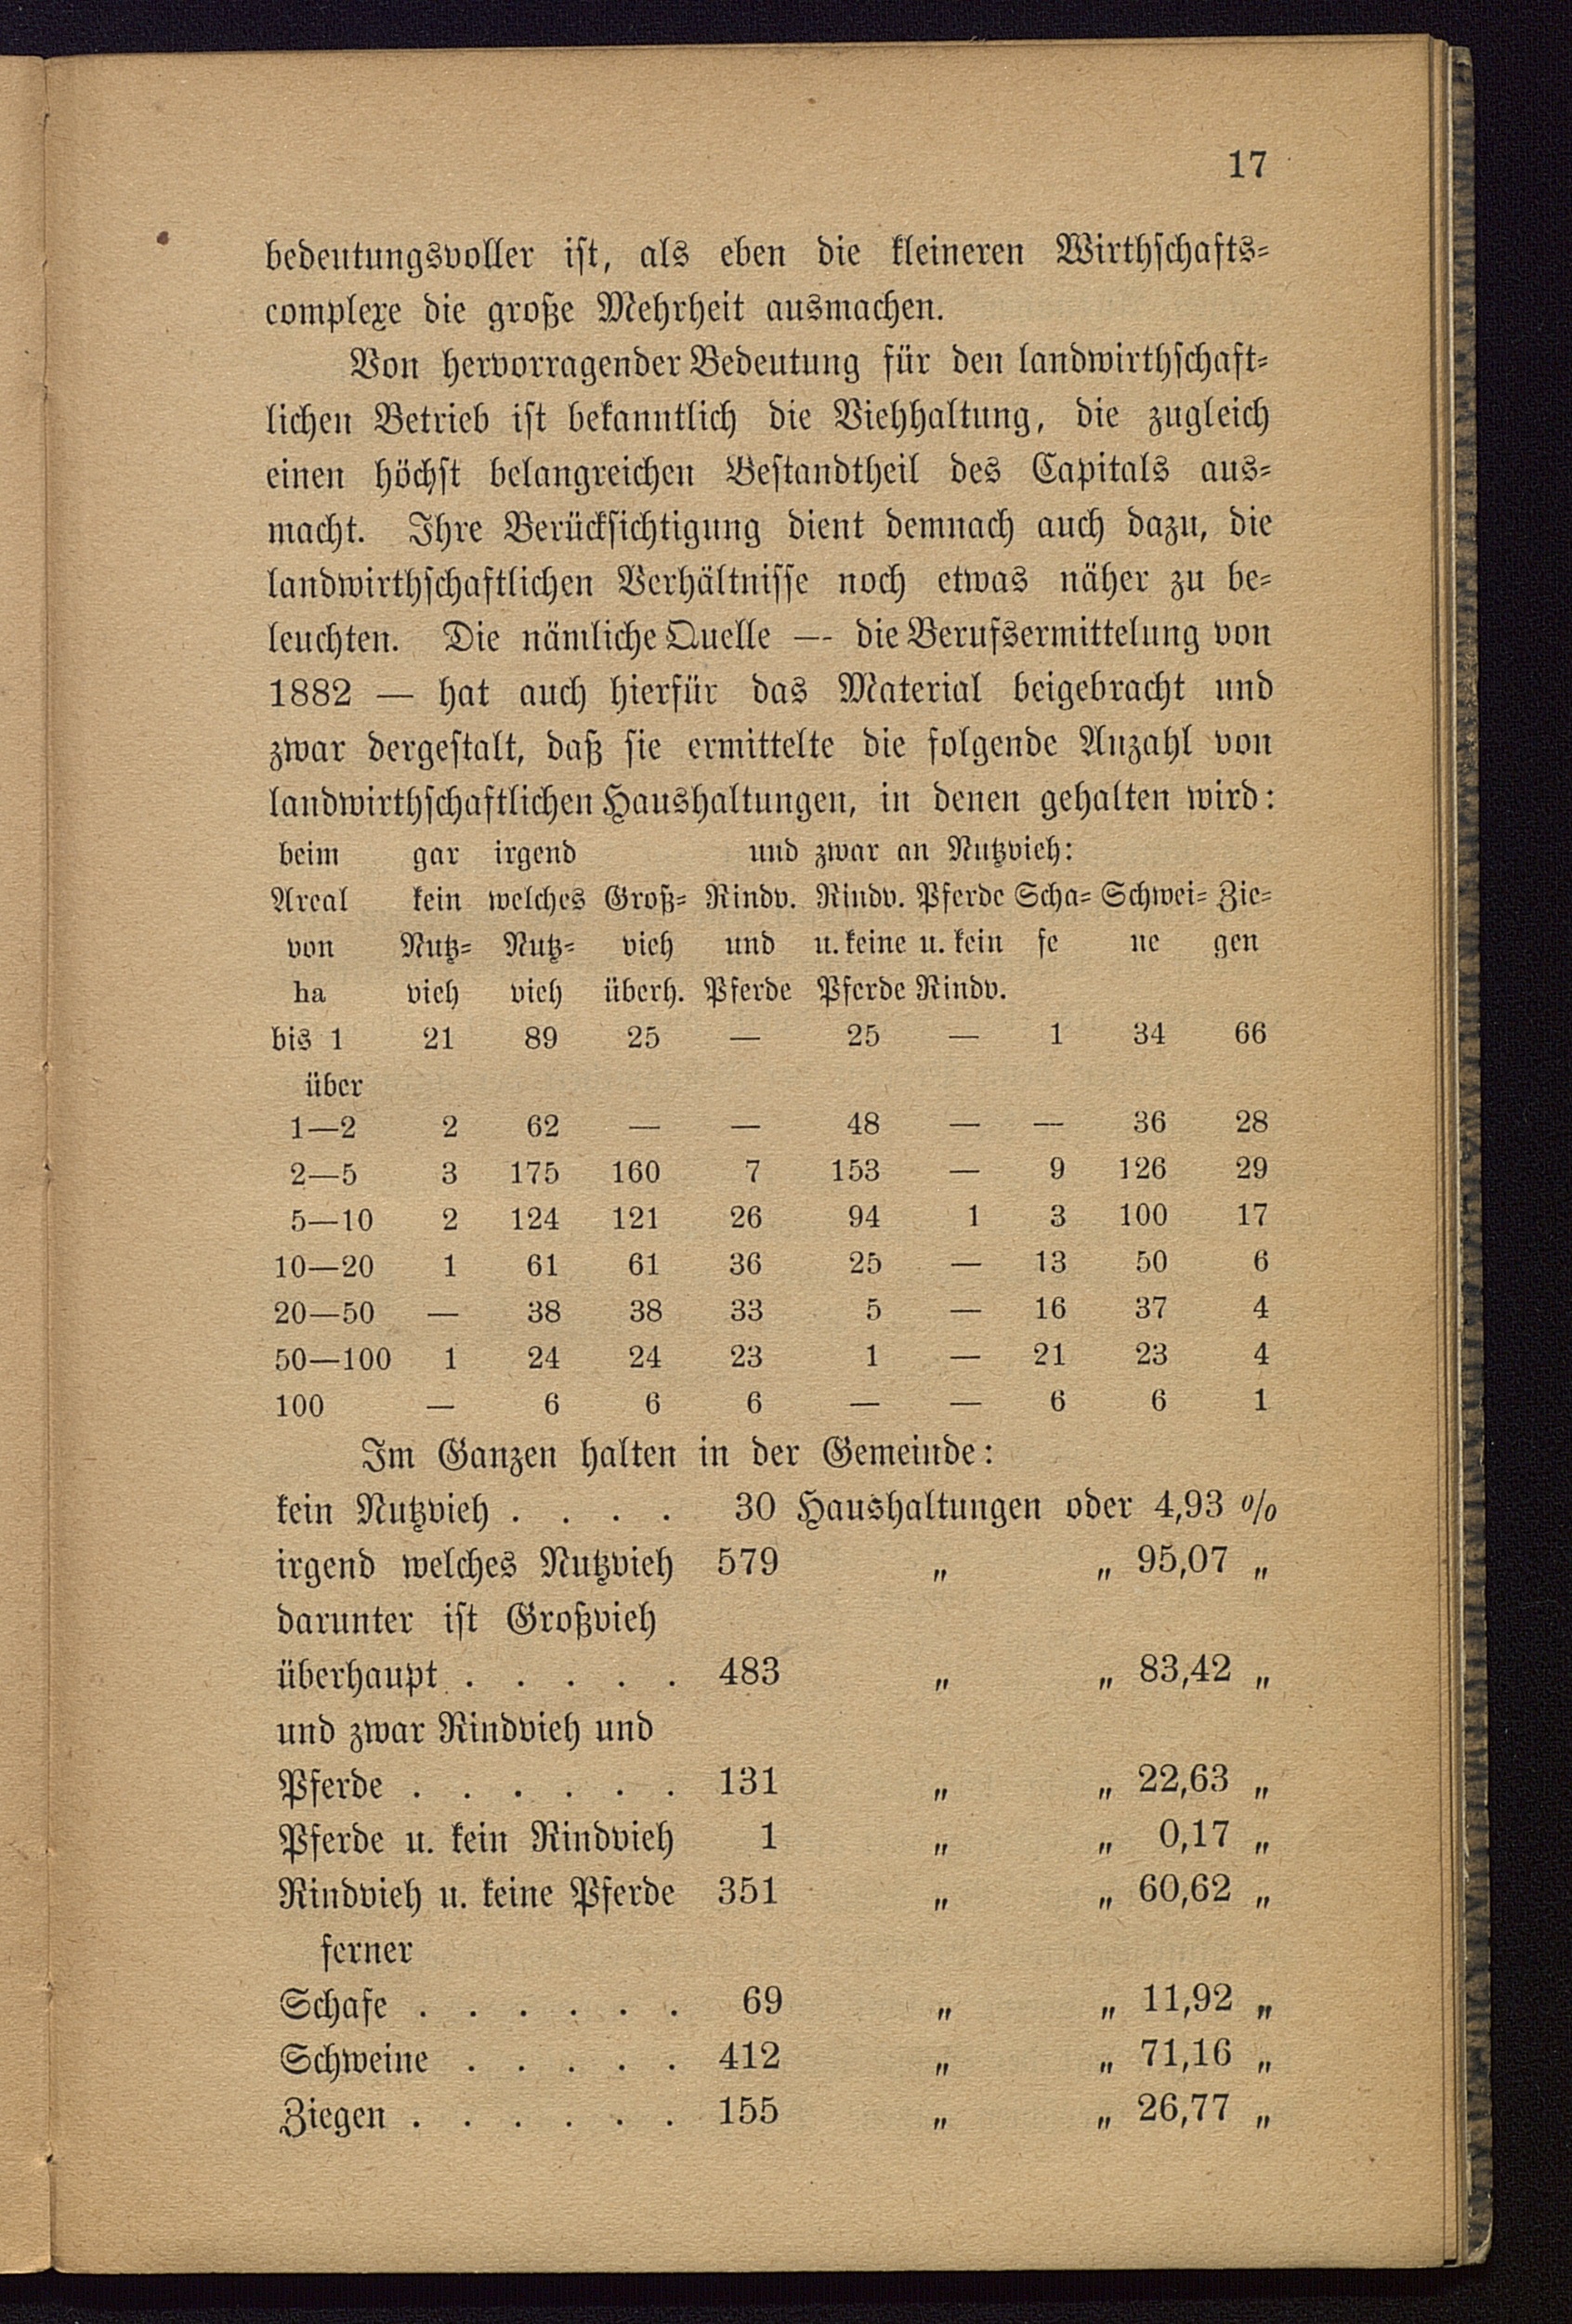 17
bedeutungsvoller ist, als eben die kleineren Wirthschafts-
complexe die große Mehrheit ausmachen.
Von hervorragender Bedeutung für den landwirthschaft-
lichen Betrieb ist bekanntlich die Viehhaltung, die zugleich
einen höchst belangreichen Bestandtheil des Capitals aus-
macht. Ihre Berücksichtigung dient demnach auch dazu, die
landwirthschaftlichen Verhältnisse noch etwas näher zu be-
leuchten. Die nämliche Quelle — die Berufsermittelung von
1882 — hat auch hierfür das Material beigebracht und
zwar dergestalt, daß sie ermittelte die folgende Anzahl von
landwirthschaftlichen Haushaltungen, in denen gehalten wird:
beim gar irgend und zwar an Nutzvieh:
Areal kein welches Groß- Rindv. Rindv. Pferde Scha- Schwei- Zie-
von Nutz- Nutz- vieh und u. keine u. kein fe ne gen
ha vieh vieh überh. Pferde Pferde Rindv.
bis 1 21 89 25 — 25 — 1 34 66
über
1—2 2 62 — — 48 — — 36 28
2—5 3 175 160 7 153 — 9 126 29
5—10 2 124 121 26 94 1 3 100 17
10—20 1 61 61 36 25 — 13 50 6
20—50 — 38 38 33 5 — 16 37 4
50—100 1 24 24 23 1 — 21 23 4
100 — 6 6 6 — — 6 6 1
Im Ganzen halten in der Gemeinde:
kein Nutzvieh . . . . 30 Haushaltungen oder 4,93 %
irgend welches Nutzvieh 579 „ „ 95,07 „
darunter ist Großvieh
überhaupt . . . . . 483 „ „ 83,42 „
und zwar Rindvieh und
Pferde . . . . . . 131 „ „ 22,63 „
Pferde u. kein Rindvieh 1 „ „ 0,17 „
Rindvieh u. keine Pferde 351 „ „ 60,62 „
ferner
Schafe . . . . . . 69 „ „ 11,92 „
Schweine . . . . . 412 „ „ 71,16 „
Ziegen . . . . . . 155 „ „ 26,77 „